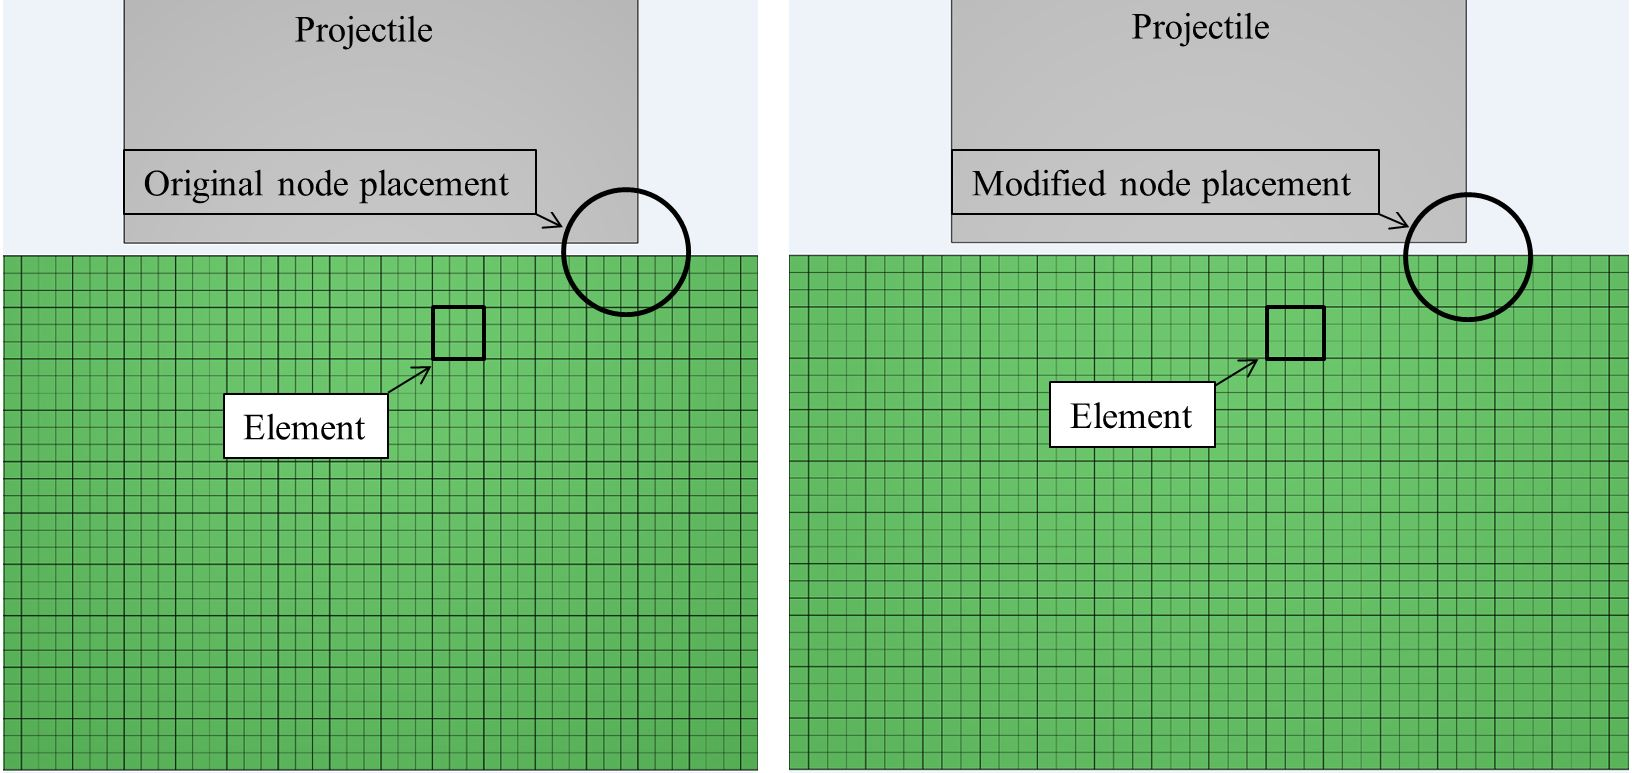 Projectile
Original node placement
Element
Projectile
Modified node placement
Element